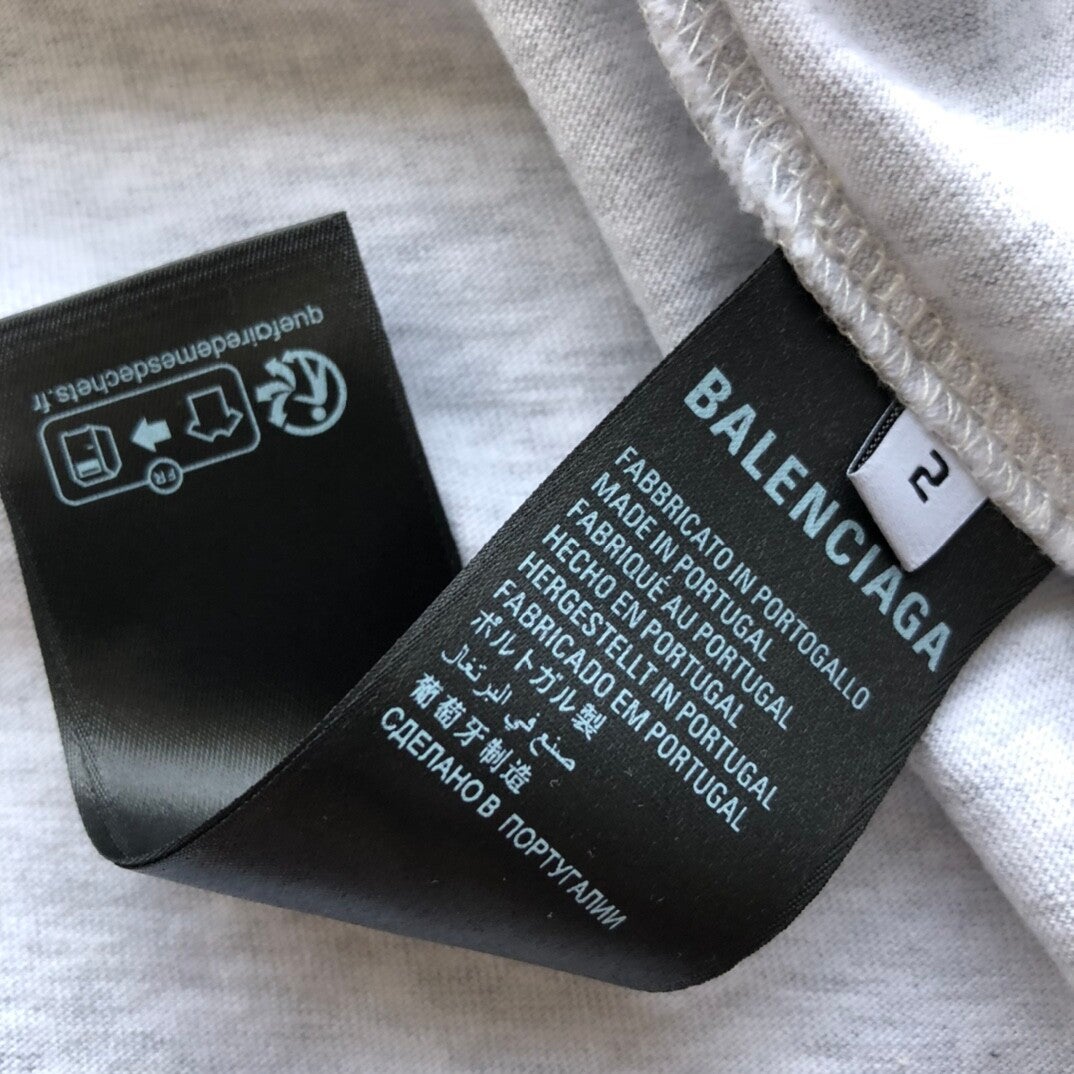 BALENCIAGA
2
FABBRICATO IN PORTOGALLO
MADE IN PORTUGAL
FABRIQUÉ AU PORTUGAL
HECHO EN PORTUGAL
HERGESTELLT IN PORTUGAL
FABRICADO EM PORTUGAL
ポルトガル製
صنع في البرتغال
葡萄牙制造
СДЕЛАНО В ПОРТУГАЛИИ
FR
quefairedemesdechets.fr